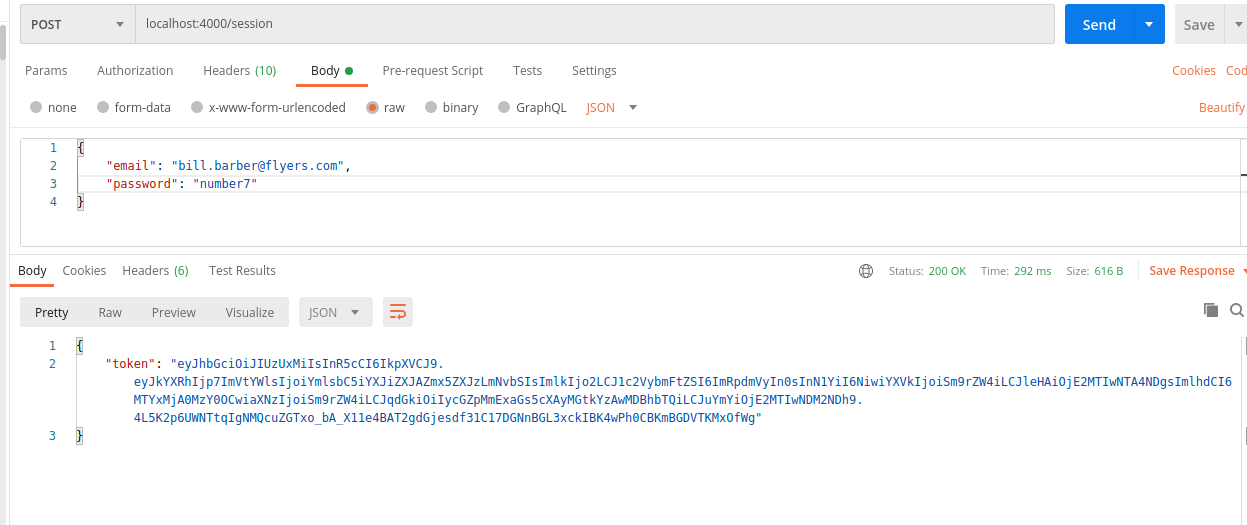 POST localhost:4000/session Send Save
Params Authorization Headers (10) Body Pre-request Script Tests Settings Cookies Cod
none form-data x-www-form-urlencoded raw binary GraphQL JSON Beautify
1 {
2 "email": "bill.barber@flyers.com",
3 "password": "number7"
4 }
Body Cookies Headers (6) Test Results Status: 200 OK Time: 292 ms Size: 616 B Save Response
Pretty Raw Preview Visualize JSON
1 {
2 "token": "eyJhbGciOiJIUzUxMiIsInR5cCI6IkpXVCJ9.
eyJkYXRhIjp7ImVtYWlsIjoiYmlsbC5iYXJiZXJAZmx5ZXJzLmNvbSIsImlkIjo2LCJ1c2VybmFtZSI6ImRpdmVyIn0sInN1YiI6NiwiYXVkIjoiSm9rZW4iLCJleHAiOjE2MTIwNTA4NDgsImlhdCI6
MTYxMjA0MzY0OCwiaXNzIjoiSm9rZW4iLCJqdGkiOiIycGZpMmExaGs5cXAyMGtkYzAwMDBhbTQiLCJuYmYiOjE2MTIwNDM2NDh9.
4L5K2p6UWNTtqIgNMQcuZGTxo_bA_X11e4BAT2gdGjesdf31C17DGNnBGL3xckIBK4wPh0CBKmBGDVTKMxOfWg"
3 }